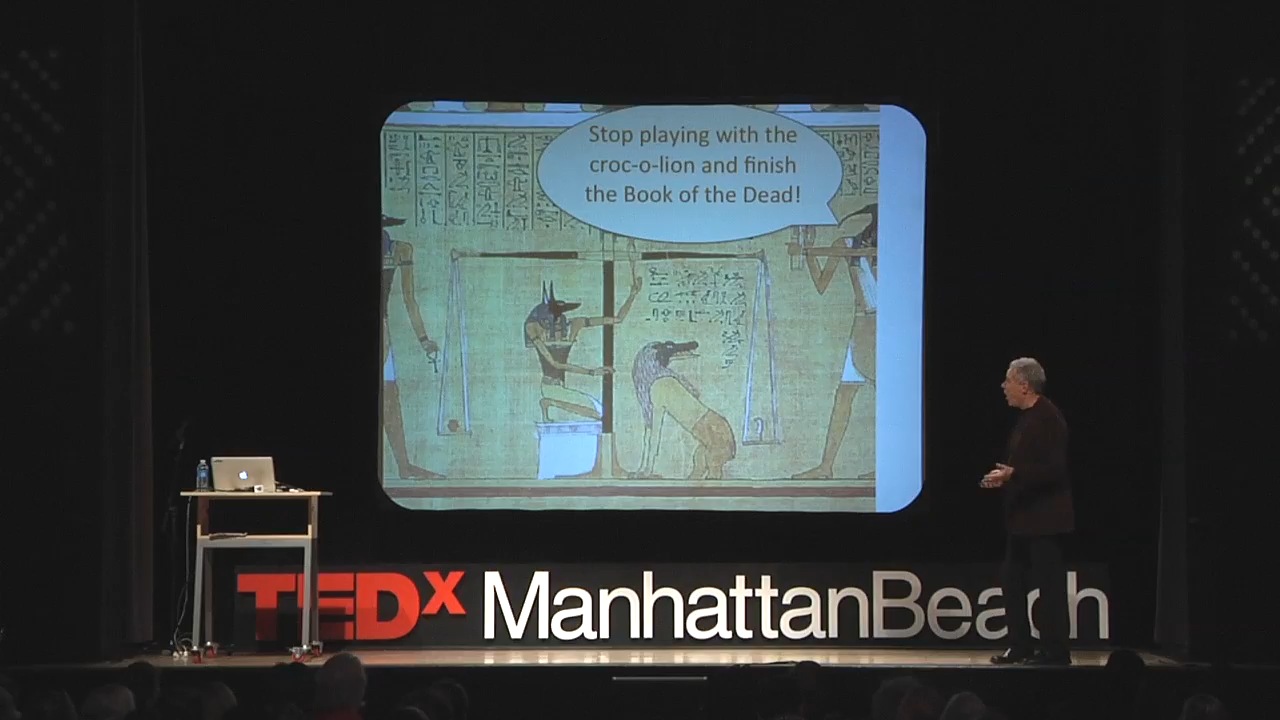 Stop playing with the
croc-o-lion and finish
the Book of the Dead!
TEDx ManhattanBeach